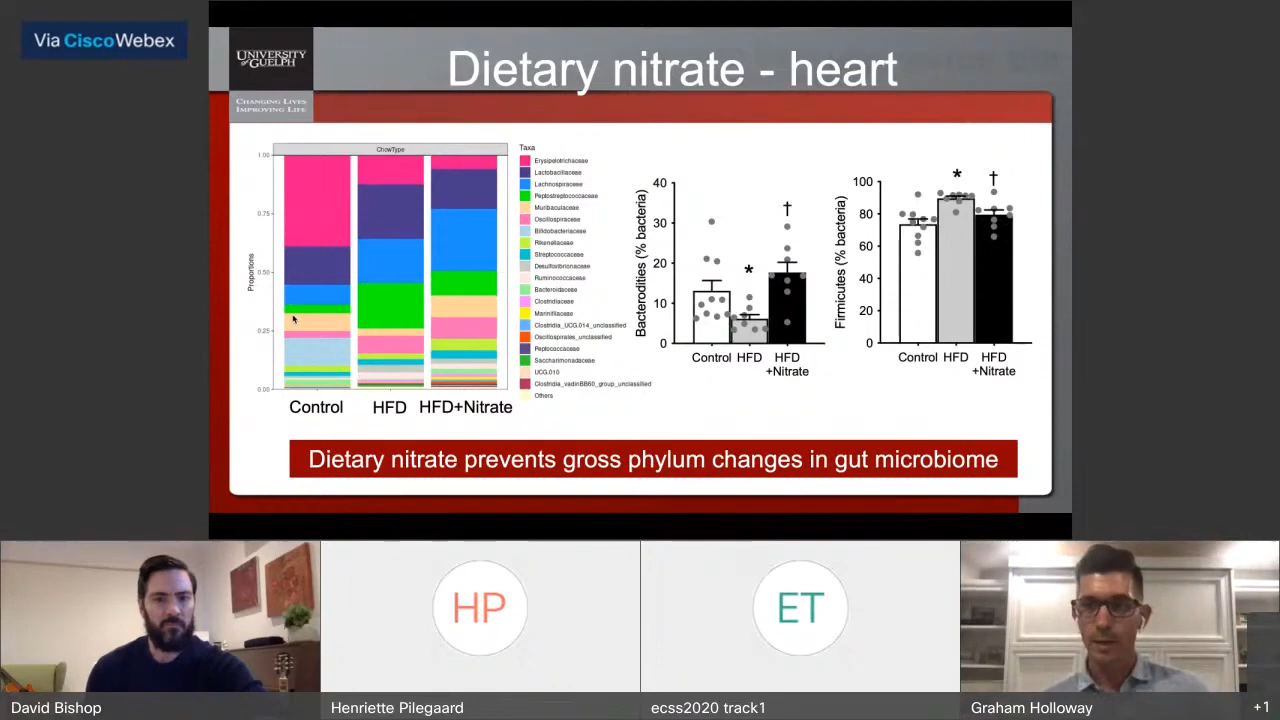 Via Cisco Webex
UNIVERSITY
of GUELPH
CHANGING LIVES
IMPROVING LIFE
Dietary nitrate - heart
ChowType
Proportions
1.00
0.75
0.50
0.25
0.00
Control
HFD
HFD+Nitrate
Taxa
Erysipelotrichaceae
Lactobacillaceae
Lachnospiraceae
Peptostreptococcaceae
Muribaculaceae
Oscillospiraceae
Bifidobacteriaceae
Rikenellaceae
Streptococcaceae
Desulfovibrionaceae
Ruminococcaceae
Bacteroidaceae
Clostridiaceae
Marinifilaceae
Clostridia_UCG.014_unclassified
Oscillospirales_unclassified
Peptococcaceae
Saccharimonadaceae
UCG.010
Clostridia_vadinBB60_group_unclassified
Others
Bacterodities (% bacteria)
40
30
20
10
0
*
†
Control
HFD
HFD
+Nitrate
Firmicutes (% bacteria)
100
80
60
40
20
0
*
†
Control
HFD
HFD
+Nitrate
Dietary nitrate prevents gross phylum changes in gut microbiome
HP
ET
David Bishop
Henriette Pilegaard
ecss2020 track1
Graham Holloway
+1